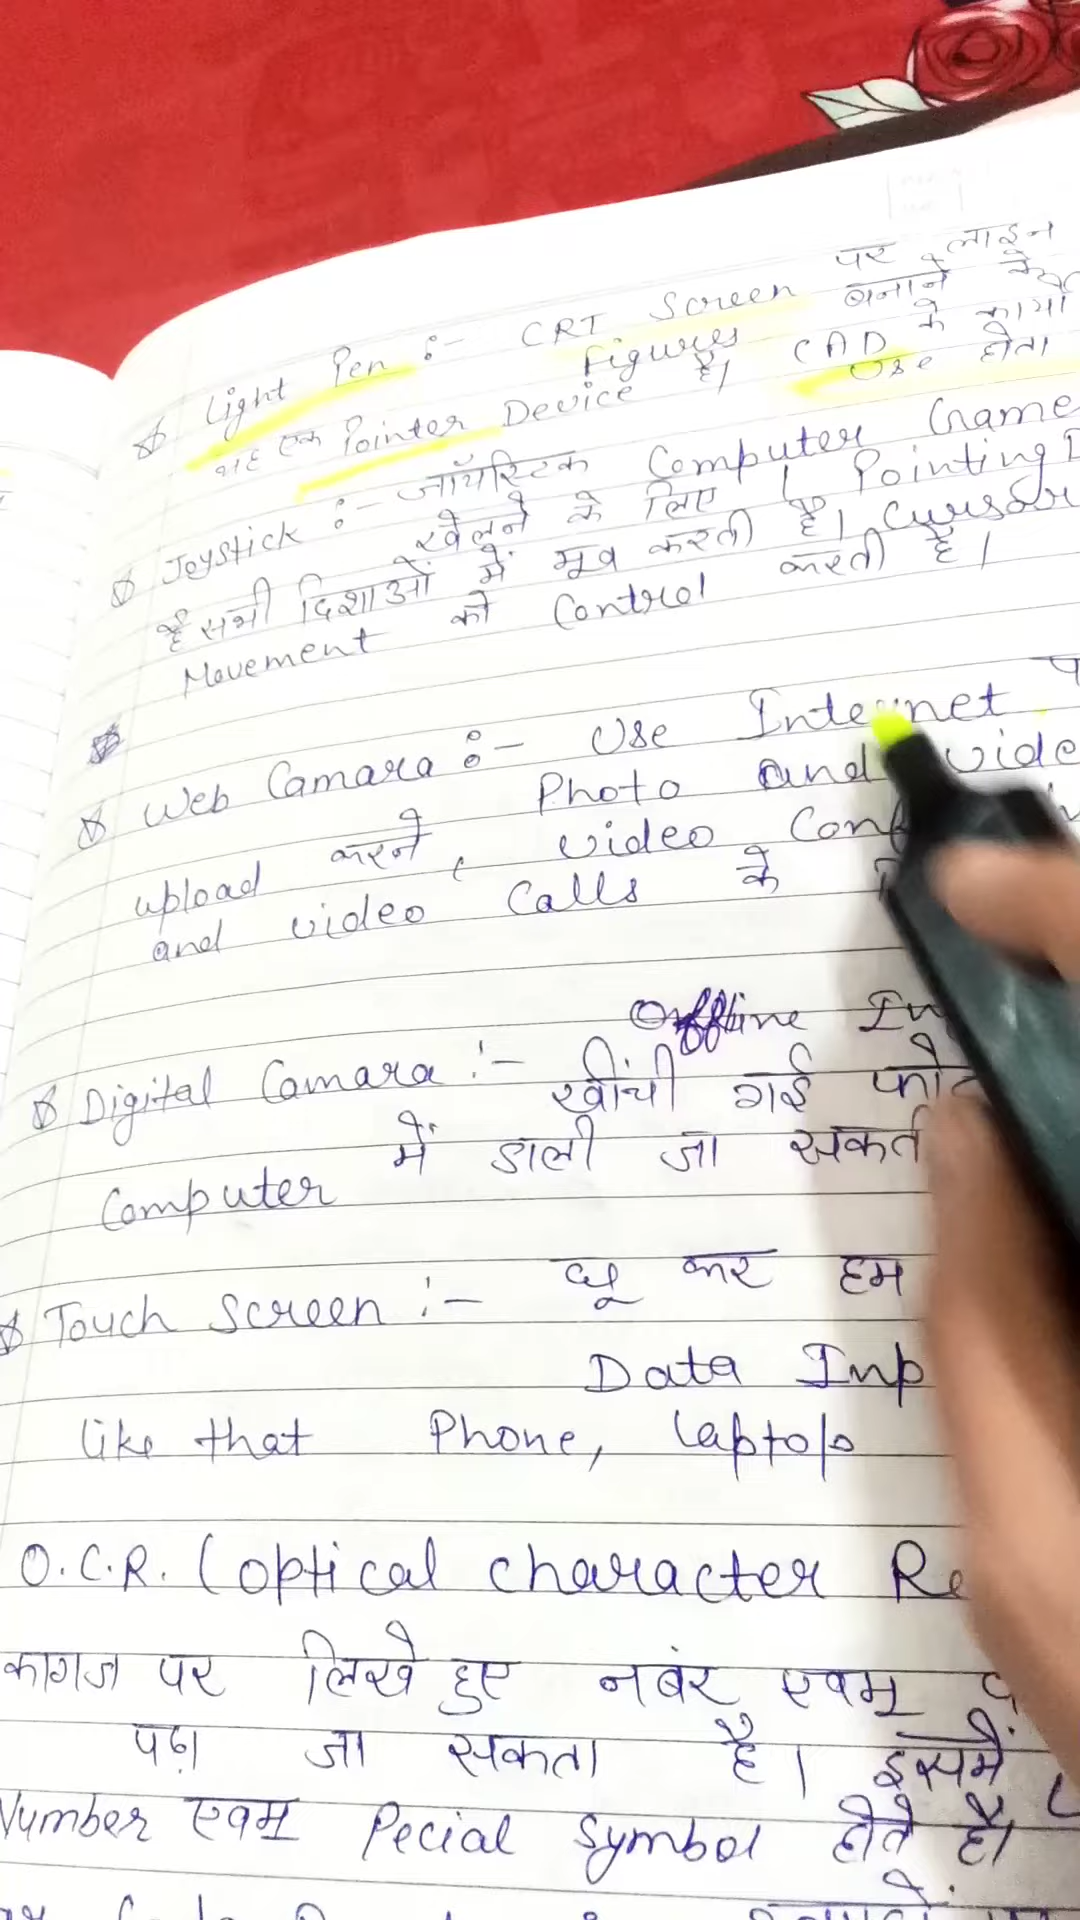 ☆ Light Pen :- CRT Screen पर लाइन
Figures बनाने
यह एक Pointer Device है। CAD के कार्यो
Use होता
☆ Joystick :- जॉयस्टिक Computer Game
खेलने के लिए। Pointing D
है सभी दिशाओं में मूव करती है। Cursor
Movement को Control करती है।
☆ Web Camara :- Use Internet प
Photo and vide
upload करने, video Conf
and video Calls के
Offline In
☆ Digital Camara :- खींची गई फोट
Computer में डाली जा सकती
☆ Touch Screen :- छू कर हम
Data Inp
like that Phone, Laptop
O.C.R. (optical character Re
कागज पर लिखे हुए नबंर एवम
पढ़ा जा सकता है। इसमें
Number एवम Pecial Symbol होते है।